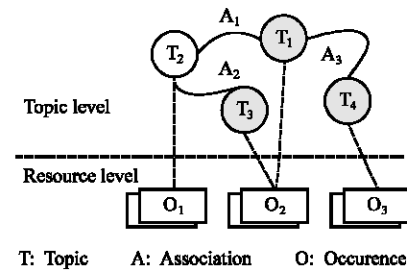 A₁
T₂
T₁
A₂
A₃
T₃
T₄
Topic level
Resource level
O₁
O₂
O₃
T: Topic A: Association O: Occurence